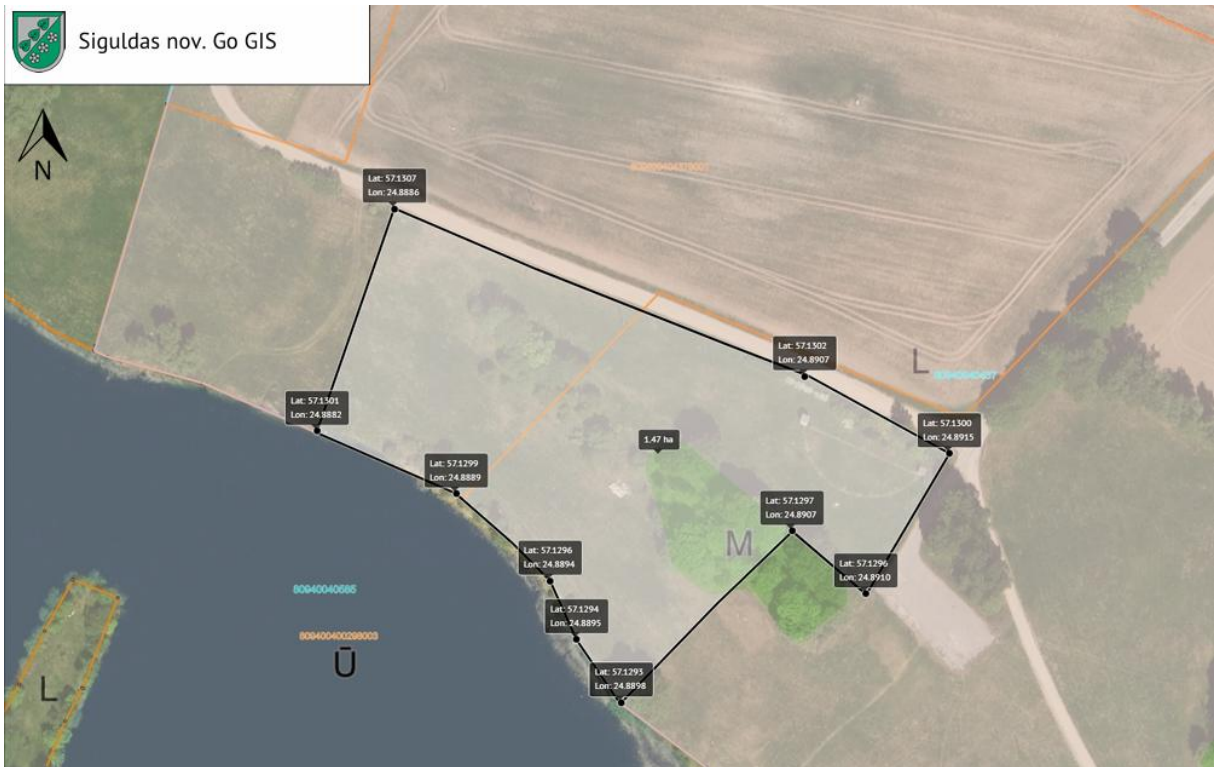 Siguldas nov. Go GIS
N
Lat: 57.1307
Lon: 24.8886
Lat: 57.1302
Lon: 24.8907
L
80940040437
Lat: 57.1301
Lon: 24.8882
Lat: 57.1300
Lon: 24.8915
1.47 ha
Lat: 57.1299
Lon: 24.8889
Lat: 57.1297
Lon: 24.8907
M
Lat: 57.1296
Lon: 24.8894
Lat: 57.1296
Lon: 24.8910
80940040585
Lat: 57.1294
Lon: 24.8895
809400400298003
Ū
Lat: 57.1293
Lon: 24.8898
L